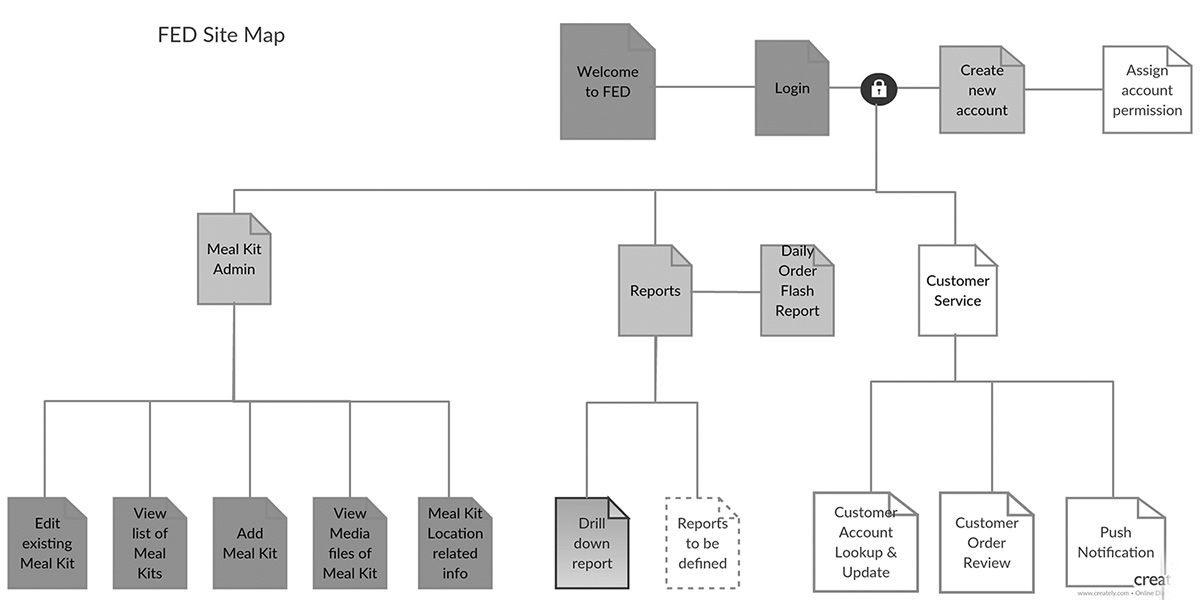 FED Site Map
Welcome
to FED
Login
Create
new
account
Assign
account
permission
Meal Kit
Admin
Reports
Daily
Order
Flash
Report
Customer
Service
Edit
existing
Meal Kit
View
list of
Meal
Kits
Add
Meal Kit
View
Media
files of
Meal Kit
Meal Kit
Location
related
info
Drill
down
report
Reports
to be
defined
Customer
Account
Lookup &
Update
Customer
Order
Review
Push
Notification
creat
www.creately.com • Online